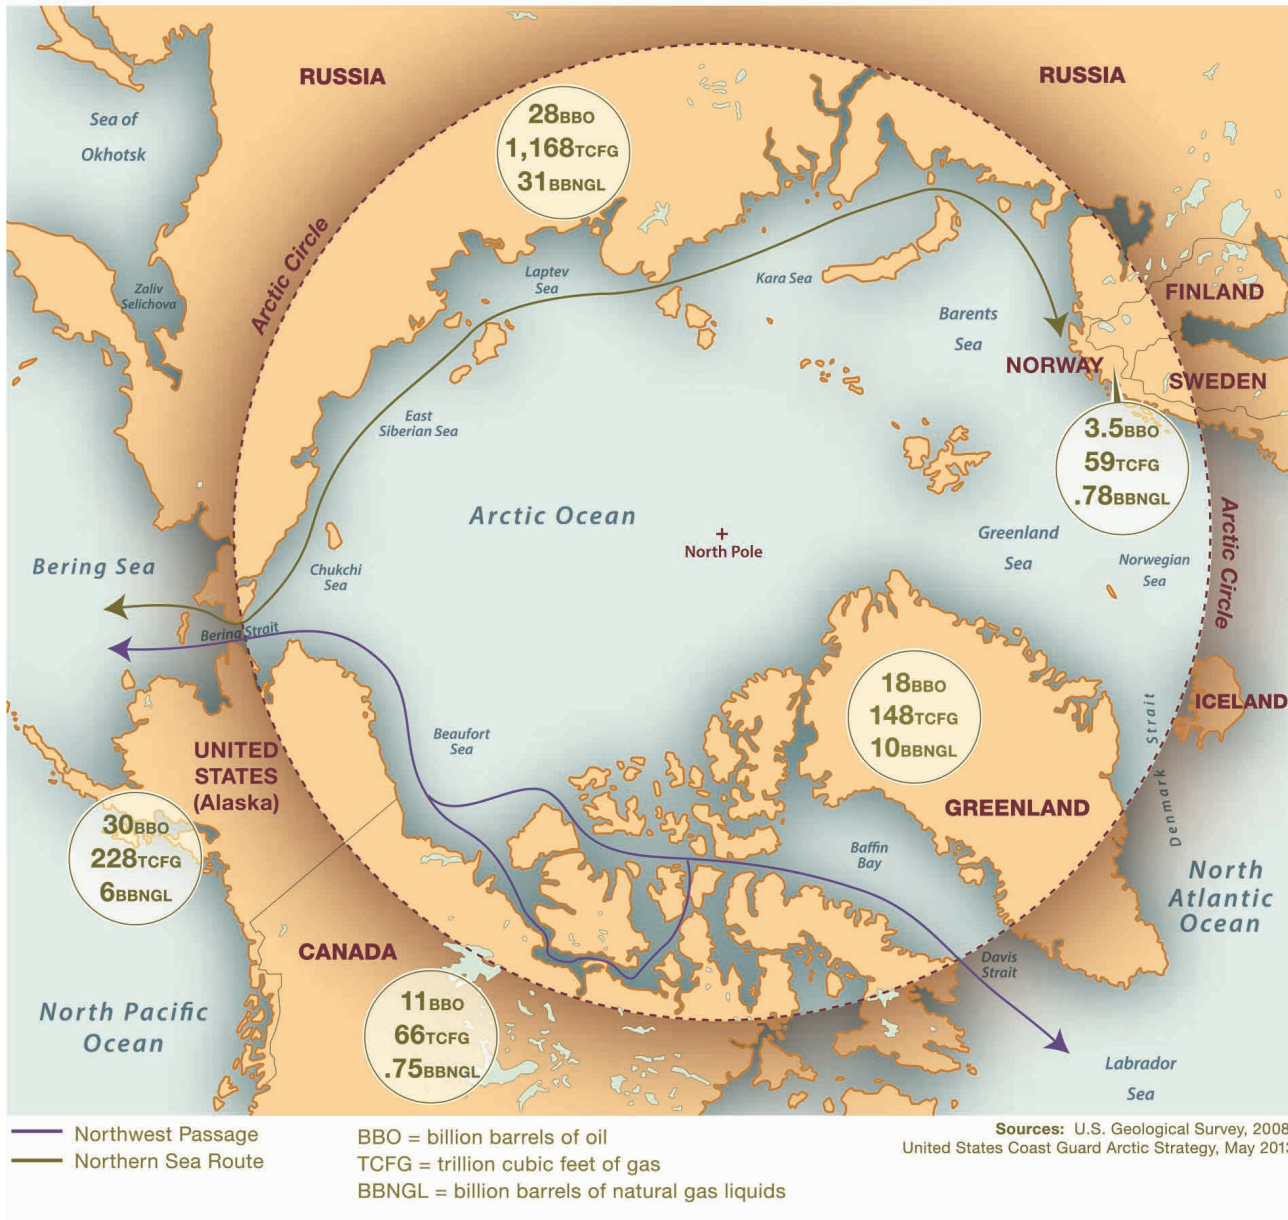 RUSSIA
RUSSIA
Sea of
Okhotsk
28BBO
1,168TCFG
31BBNGL
Arctic Circle
Zaliv
Selichova
Laptev
Sea
Kara Sea
Barents
Sea
FINLAND
NORWAY
SWEDEN
East
Siberian Sea
3.5BBO
59TCFG
.78BBNGL
Arctic Ocean
North Pole
Greenland
Sea
Norwegian
Sea
Arctic Circle
Bering Sea
Chukchi
Sea
Bering Strait
18BBO
148TCFG
10BBNGL
ICELAND
Denmark Strait
Beaufort
Sea
UNITED
STATES
(Alaska)
30BBO
228TCFG
6BBNGL
GREENLAND
Baffin
Bay
North
Atlantic
Ocean
CANADA
Davis
Strait
11BBO
66TCFG
.75BBNGL
North Pacific
Ocean
Labrador
Sea
Northwest Passage
Northern Sea Route
BBO = billion barrels of oil
TCFG = trillion cubic feet of gas
BBNGL = billion barrels of natural gas liquids
Sources: U.S. Geological Survey, 2008
United States Coast Guard Arctic Strategy, May 2013